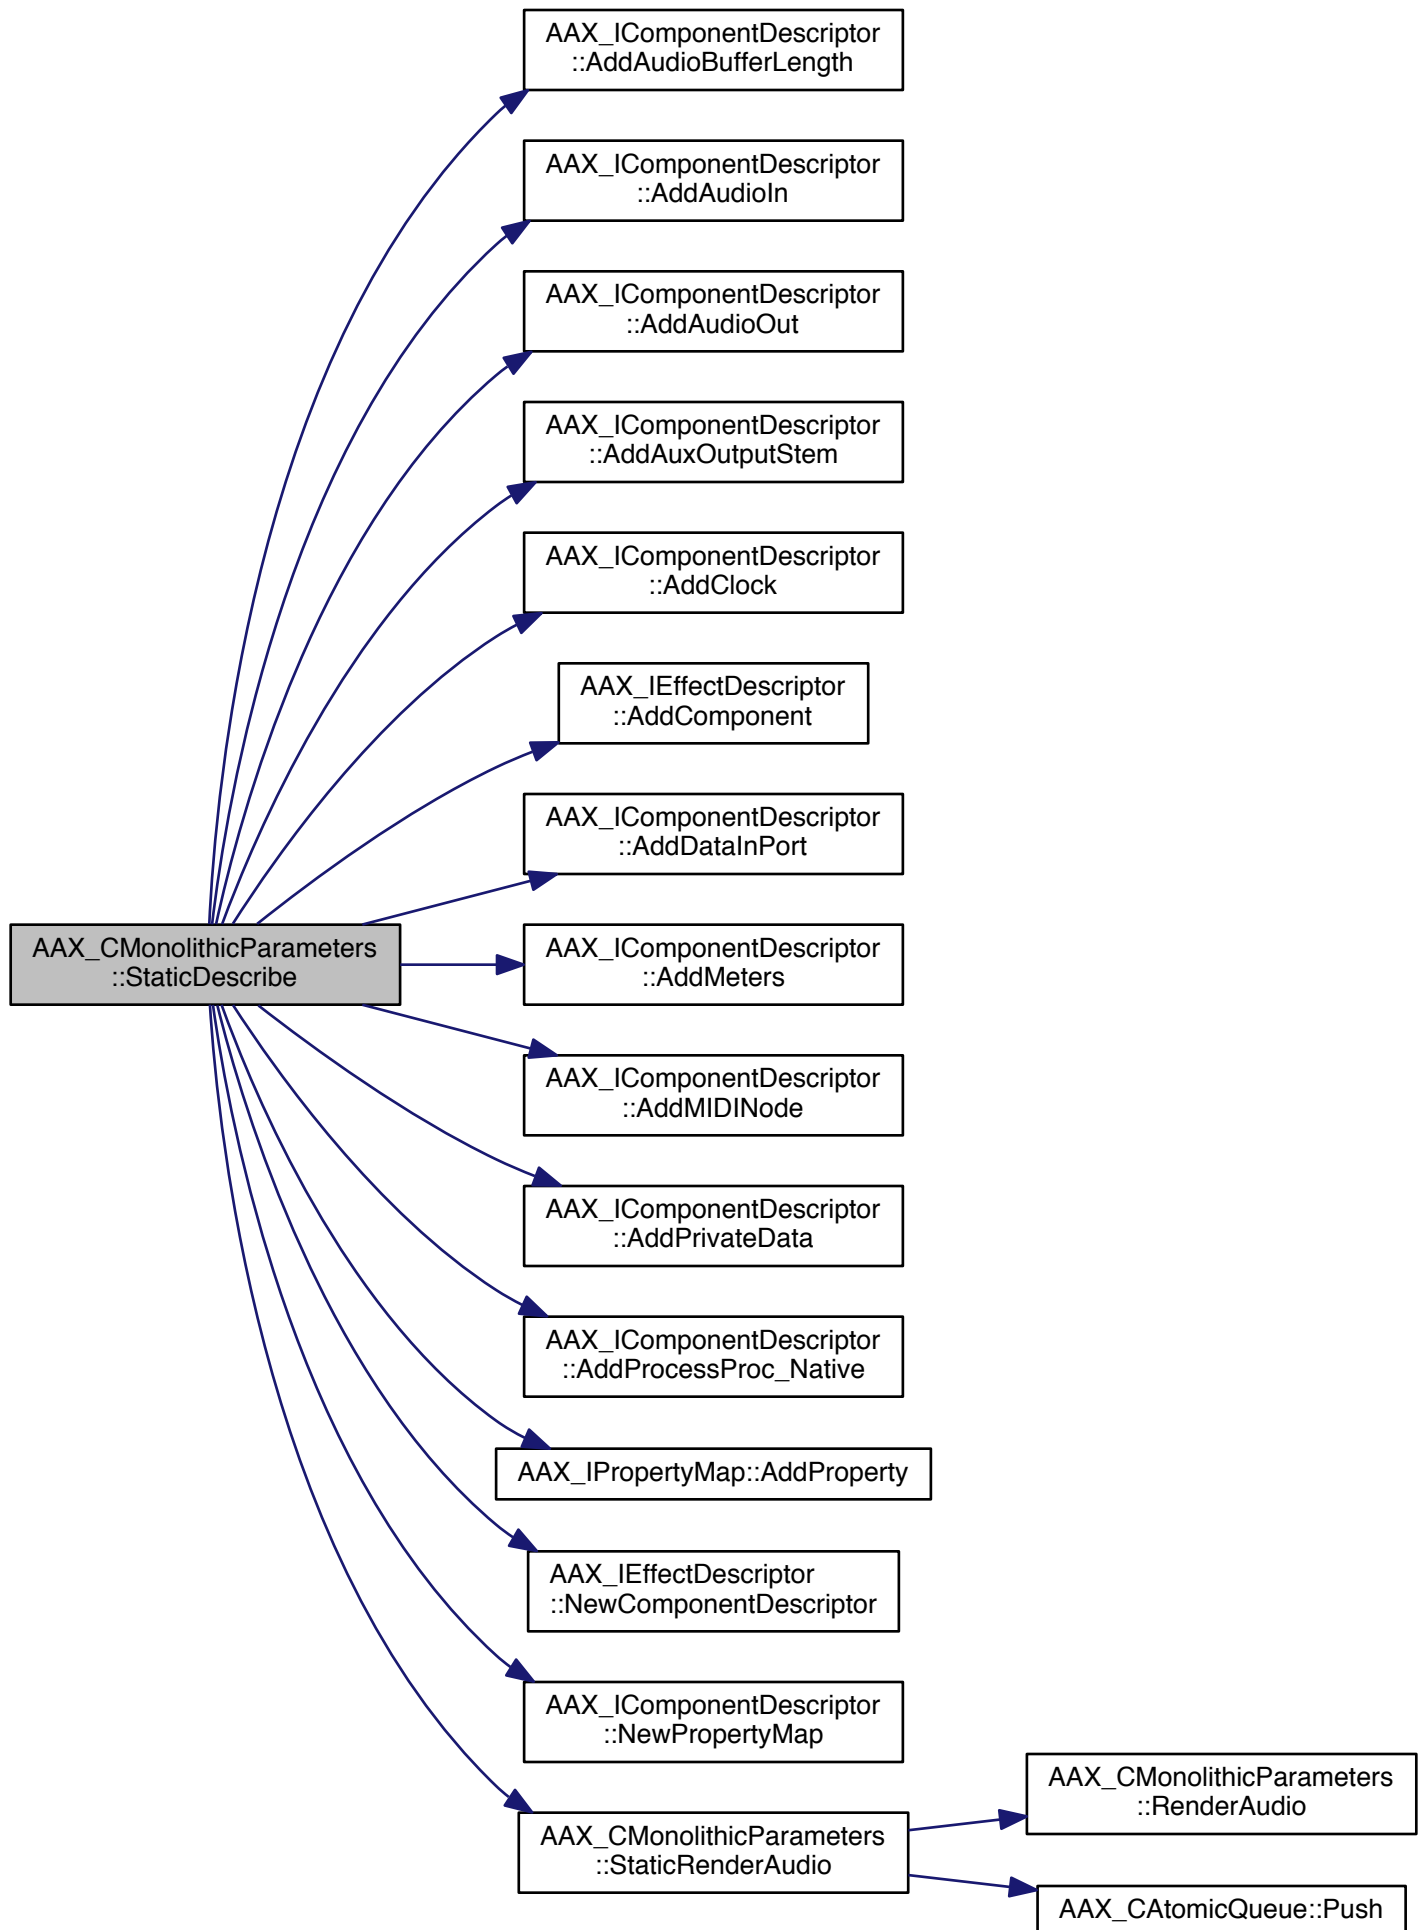 AAX_IComponentDescriptor
::AddAudioBufferLength
AAX_IComponentDescriptor
::AddAudioIn
AAX_IComponentDescriptor
::AddAudioOut
AAX_IComponentDescriptor
::AddAuxOutputStem
AAX_IComponentDescriptor
::AddClock
AAX_IEffectDescriptor
::AddComponent
AAX_IComponentDescriptor
::AddDataInPort
AAX_CMonolithicParameters
::StaticDescribe
AAX_IComponentDescriptor
::AddMeters
AAX_IComponentDescriptor
::AddMIDINode
AAX_IComponentDescriptor
::AddPrivateData
AAX_IComponentDescriptor
::AddProcessProc_Native
AAX_IPropertyMap::AddProperty
AAX_IEffectDescriptor
::NewComponentDescriptor
AAX_IComponentDescriptor
::NewPropertyMap
AAX_CMonolithicParameters
::StaticRenderAudio
AAX_CMonolithicParameters
::RenderAudio
AAX_CAtomicQueue::Push